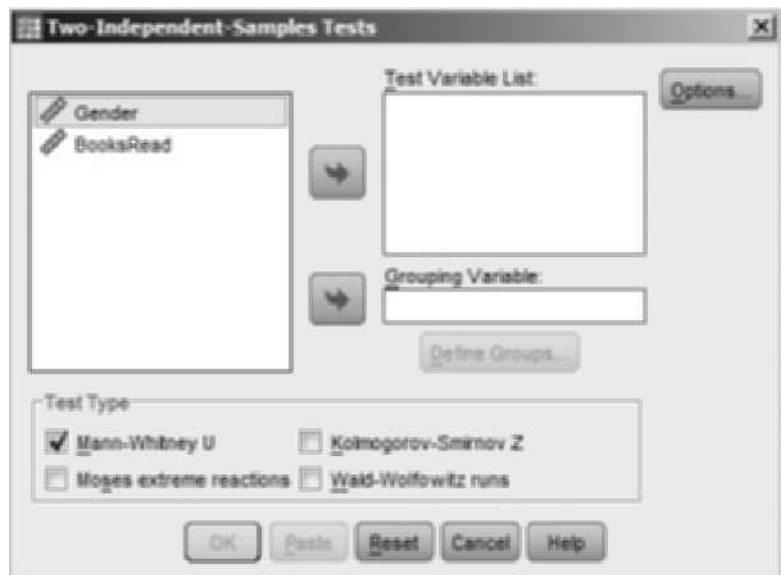 Two-Independent-Samples Tests
Test Variable List:
Options...
Gender
BooksRead
Grouping Variable:
Define Groups...
Test Type
Mann-Whitney U
Kolmogorov-Smirnov Z
Moses extreme reactions
Wald-Wolfowitz runs
OK
Paste
Reset
Cancel
Help